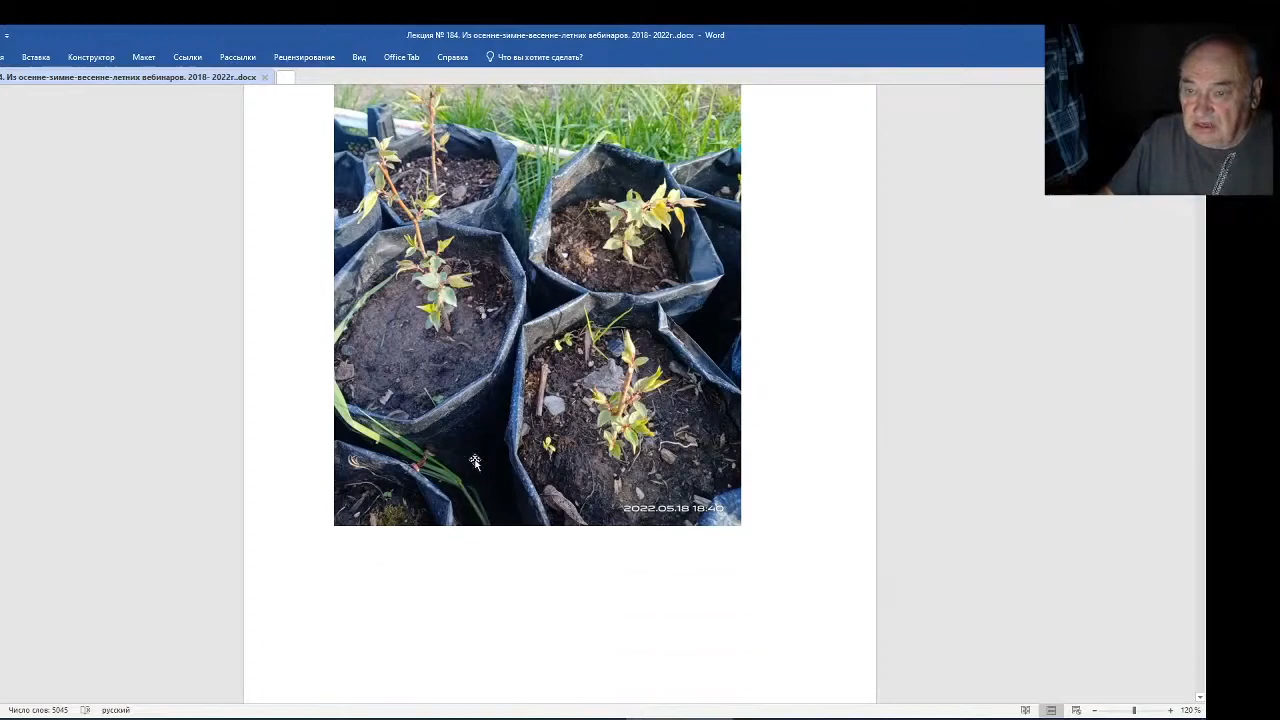 Лекция № 184. Из осенне-зимне-весенне-летних вебинаров. 2018- 2022г..docx - Word
Вставка Конструктор Макет Ссылки Рассылки Рецензирование Вид Office Tab Справка Что вы хотите сделать?
4. Из осенне-зимне-весенне-летних вебинаров. 2018- 2022г..docx
2022.05.18 18:40
Число слов: 5045 русский 120 %